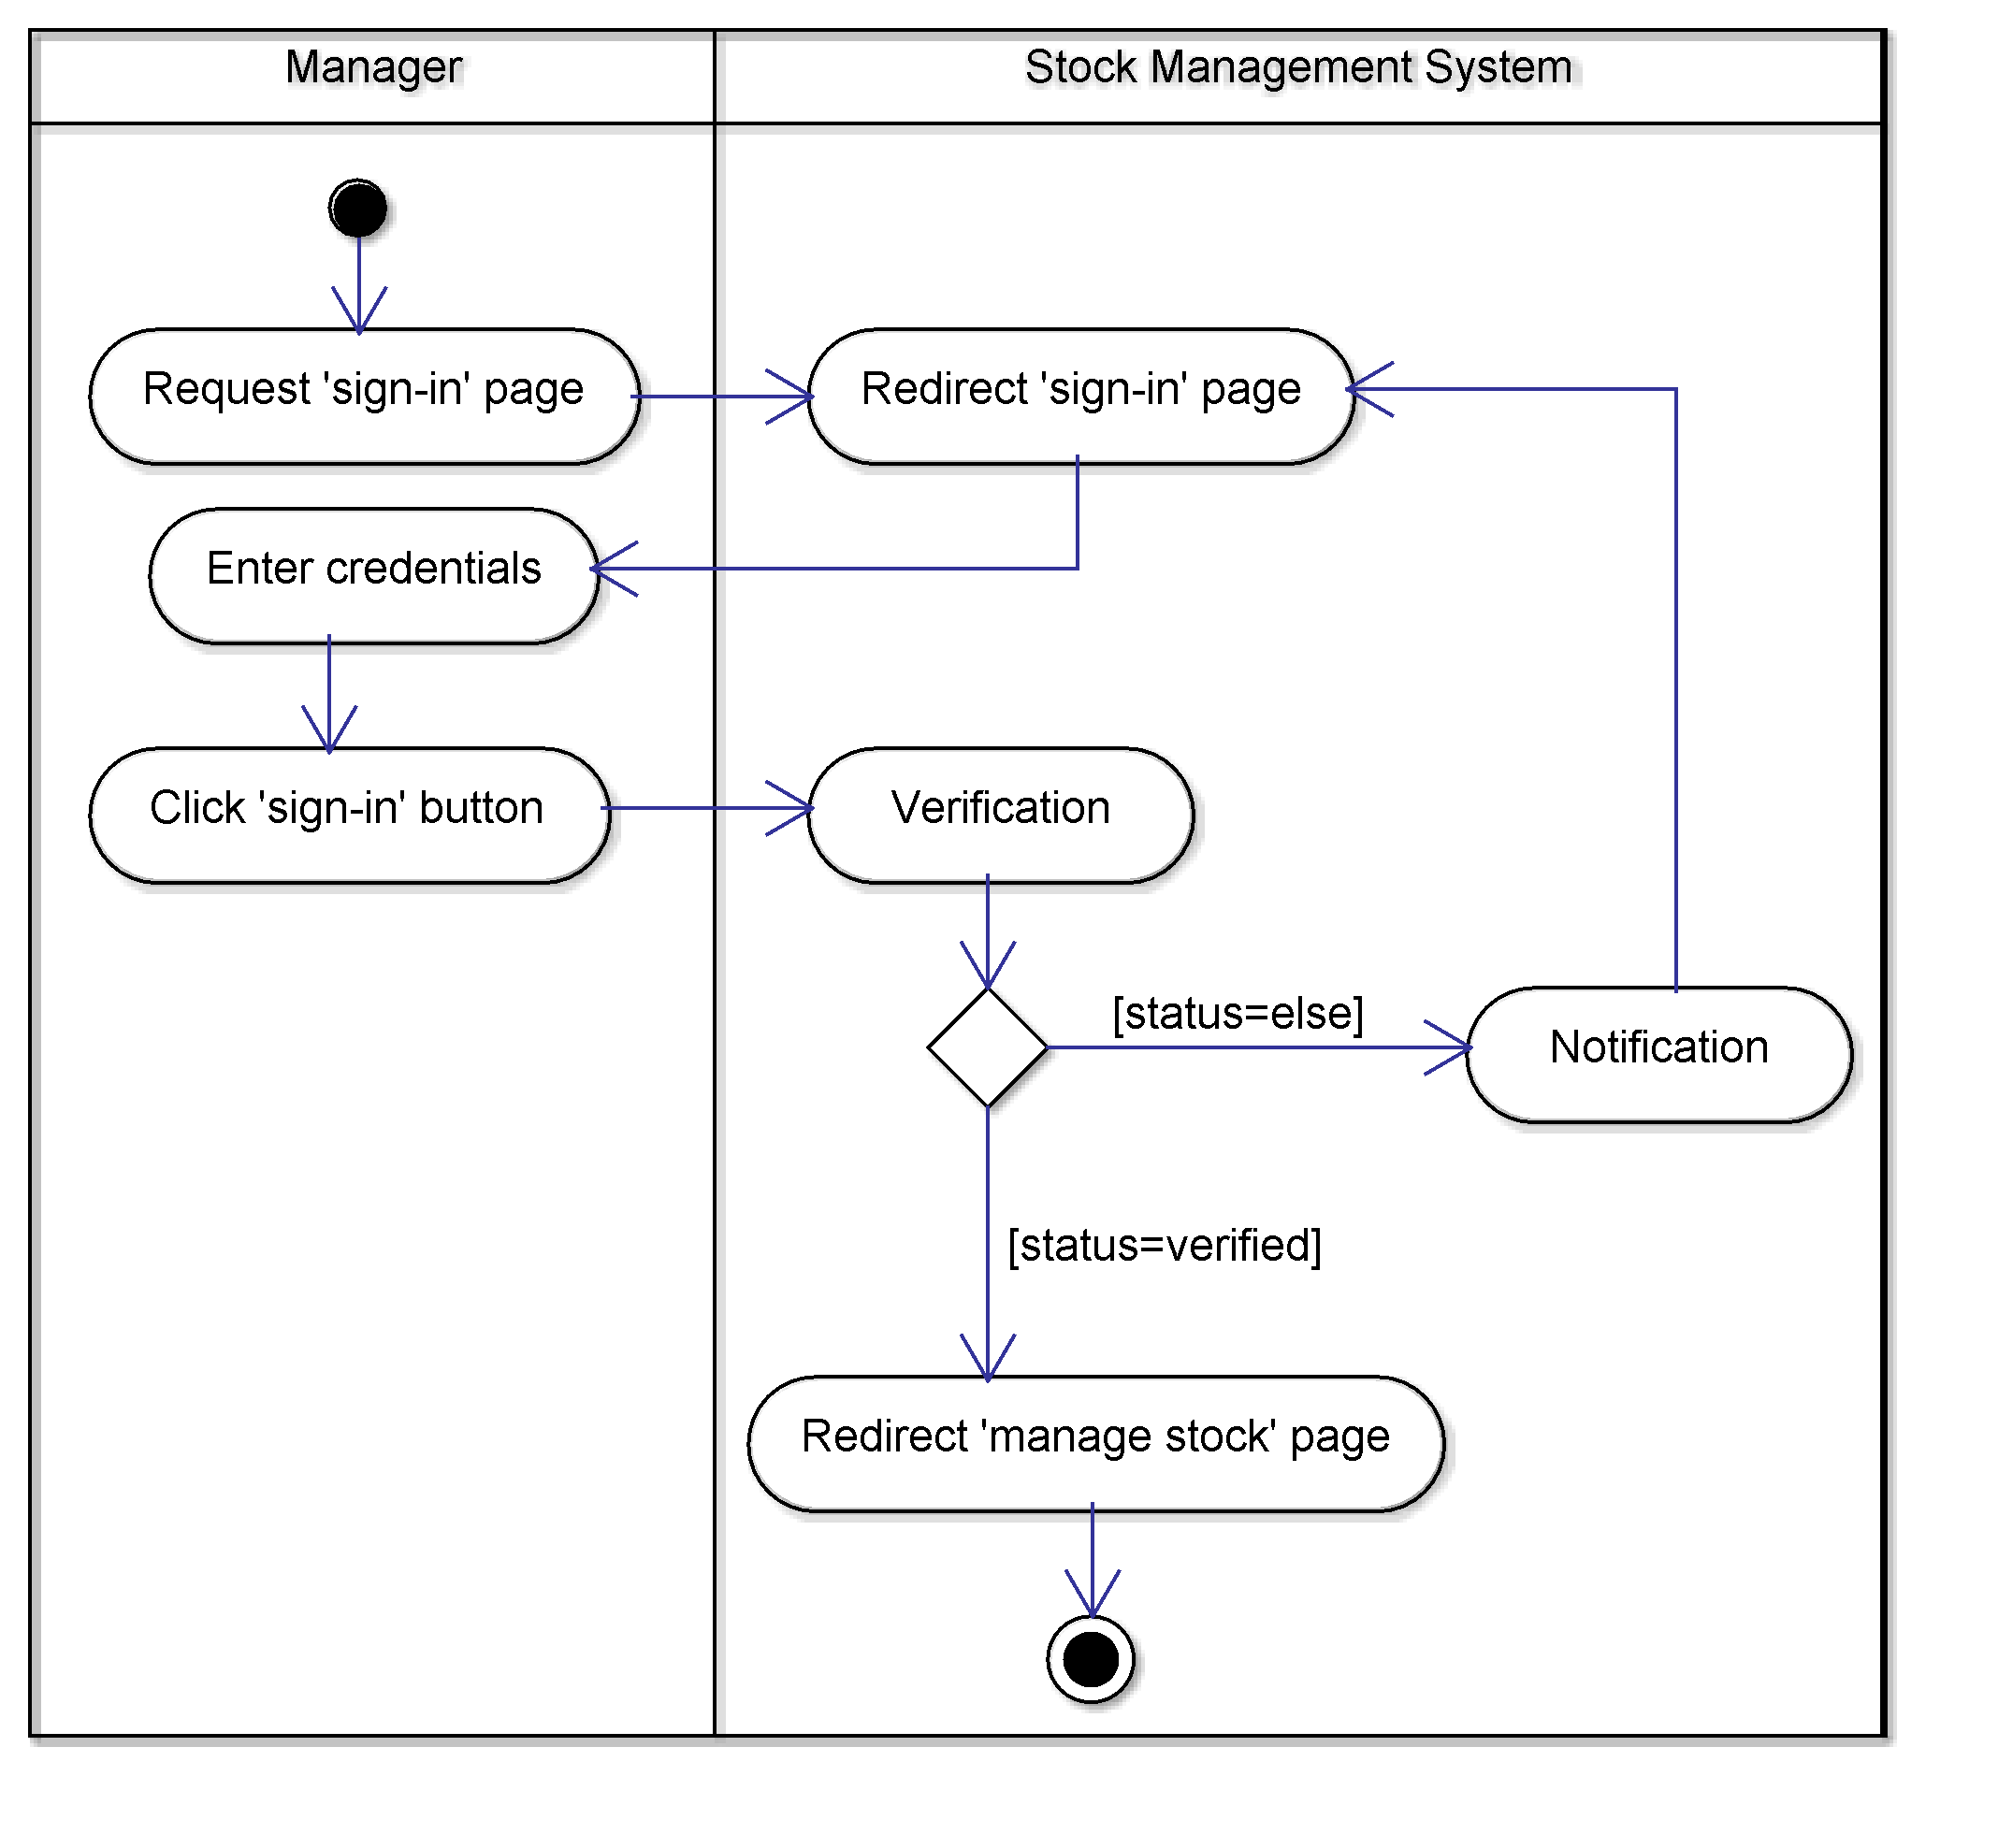 Manager
Stock Management System
Request 'sign-in' page
Redirect 'sign-in' page
Enter credentials
Click 'sign-in' button
Verification
[status=else]
Notification
[status=verified]
Redirect 'manage stock' page